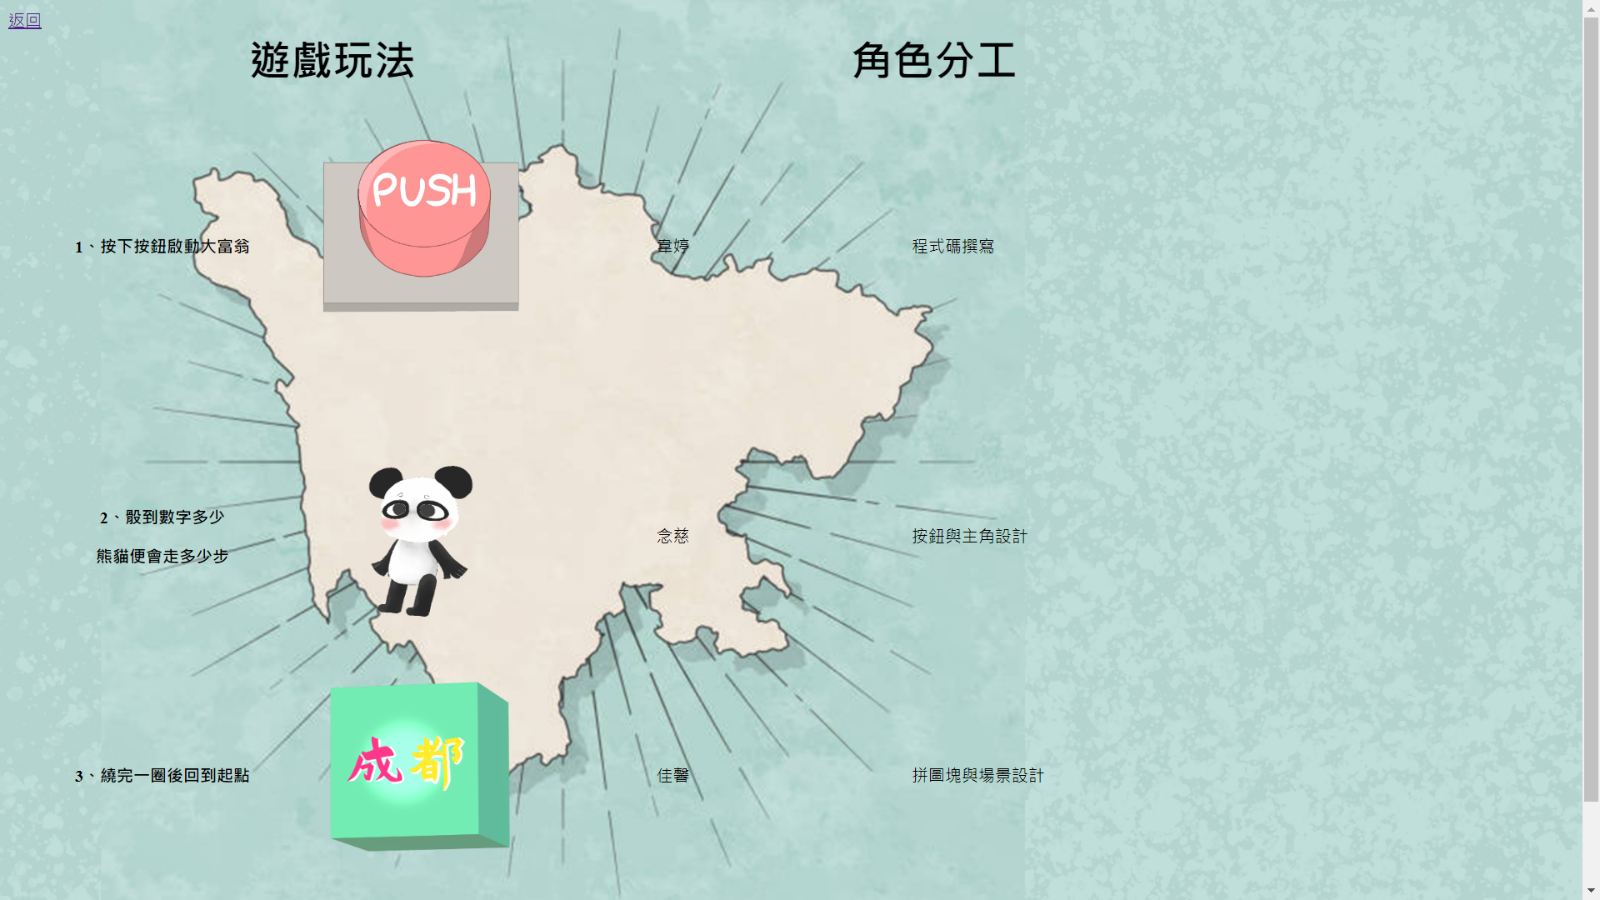 返回
遊戲玩法
角色分工
PUSH
1、按下按鈕啟動大富翁
韋婷
程式碼撰寫
2、骰到數字多少
熊貓便會走多少步
念慈
按鈕與主角設計
成都
3、繞完一圈後回到起點
佳馨
拼圖塊與場景設計